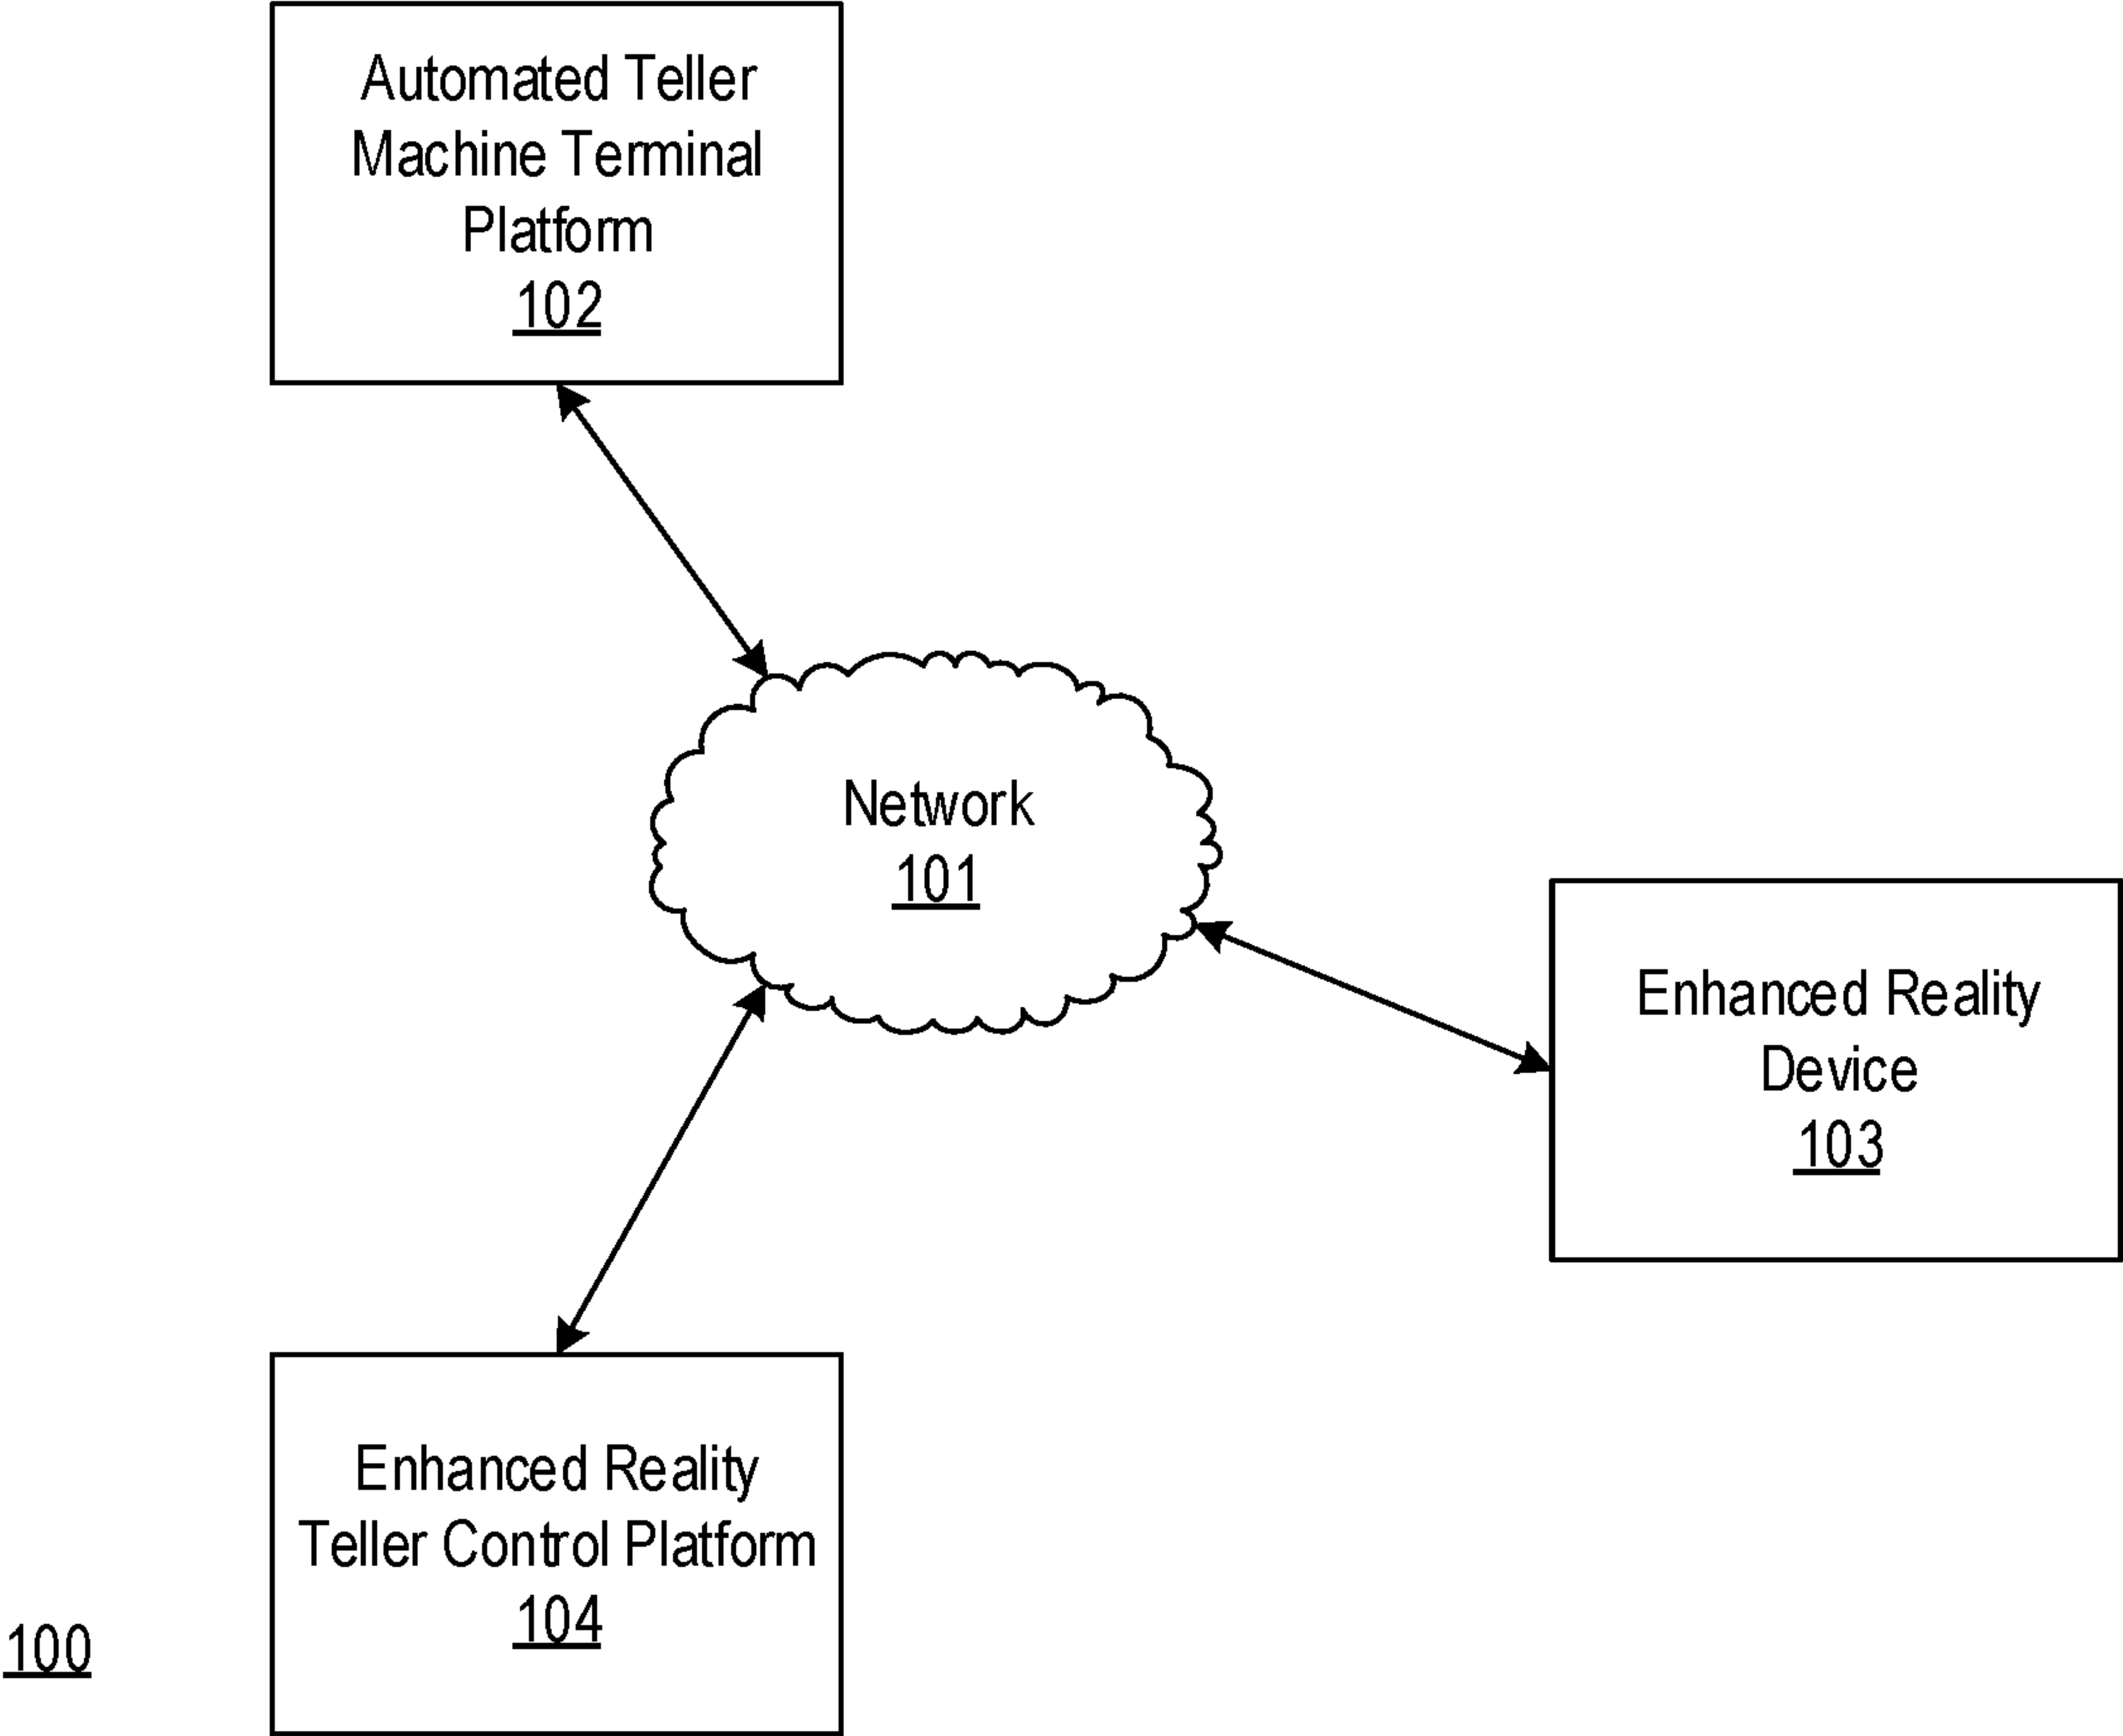 Automated Teller
Machine Terminal
Platform
102
Network
101
Enhanced Reality
Device
103
Enhanced Reality
Teller Control Platform
104
100